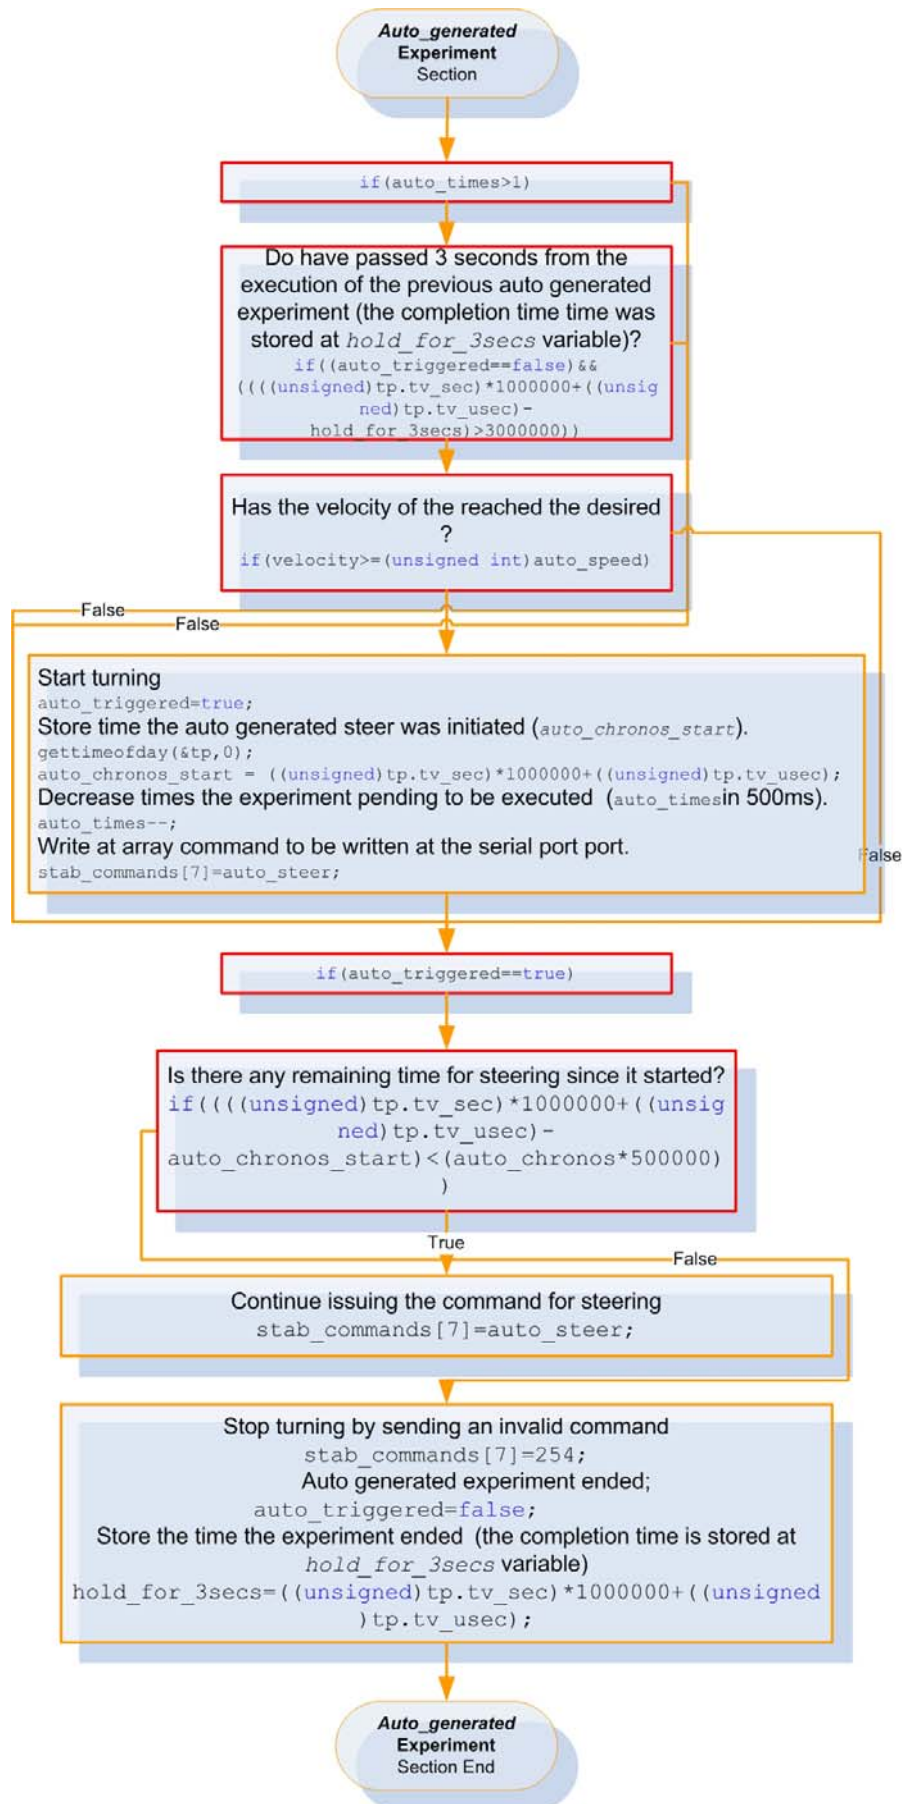 Auto_generated
Experiment
Section
if(auto_times>1)
Do have passed 3 seconds from the
execution of the previous auto generated
experiment (the completion time time was
stored at hold_for_3secs variable)?
if((auto_triggered==false)&&
((((unsigned)tp.tv_sec)*1000000+((unsig
ned)tp.tv_usec)-
hold_for_3secs)>3000000))
Has the velocity of the reached the desired
?
if(velocity>=(unsigned int)auto_speed)
False
False
Start turning
auto_triggered=true;
Store time the auto generated steer was initiated (auto_chronos_start).
gettimeofday(&tp,0);
auto_chronos_start = ((unsigned)tp.tv_sec)*1000000+((unsigned)tp.tv_usec);
Decrease times the experiment pending to be executed (auto_times in 500ms).
auto_times--;
Write at array command to be written at the serial port port.
stab_commands[7]=auto_steer;
False
if(auto_triggered==true)
Is there any remaining time for steering since it started?
if((((unsigned)tp.tv_sec)*1000000+((unsig
ned)tp.tv_usec)-
auto_chronos_start)<(auto_chronos*500000)
)
True
False
Continue issuing the command for steering
stab_commands[7]=auto_steer;
Stop turning by sending an invalid command
stab_commands[7]=254;
Auto generated experiment ended;
auto_triggered=false;
Store the time the experiment ended (the completion time is stored at
hold_for_3secs variable)
hold_for_3secs=((unsigned)tp.tv_sec)*1000000+((unsigned
)tp.tv_usec);
Auto_generated
Experiment
Section End